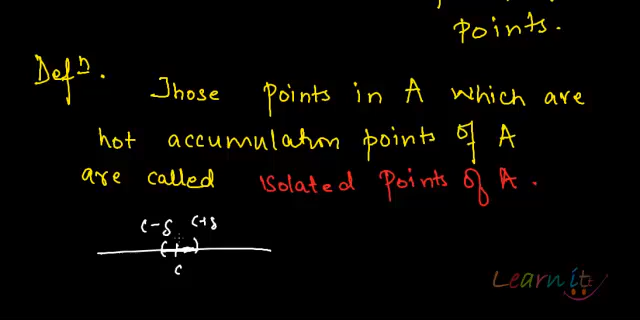 points.
Defn. Those points in A which are
not accumulation points of A
are called isolated points of A.
c-δ c+δ
( )
c
Learnit